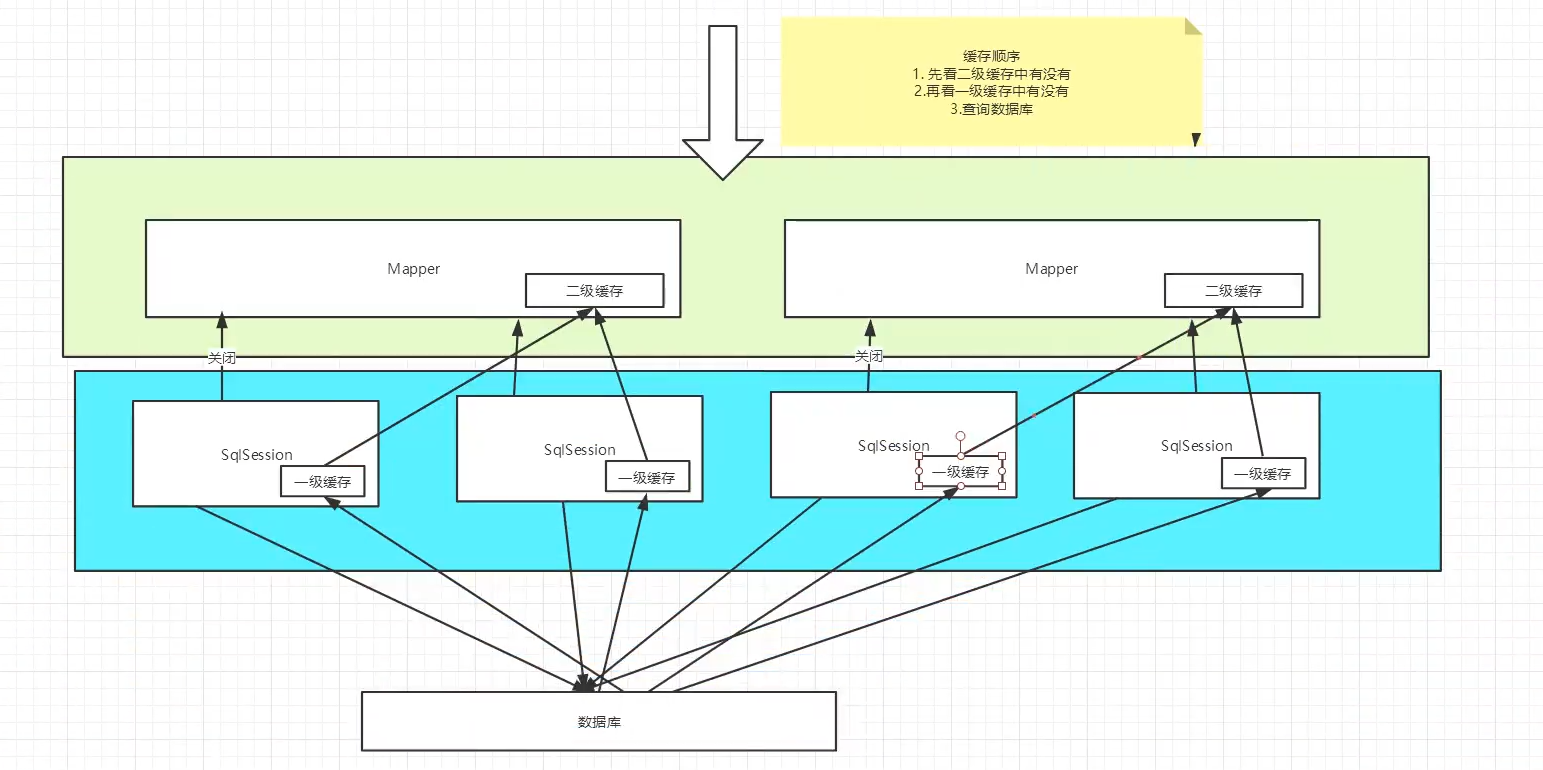 缓存顺序
1. 先看二级缓存中有没有
2.再看一级缓存中有没有
3.查询数据库
Mapper
二级缓存
Mapper
二级缓存
关闭
关闭
SqlSession
一级缓存
SqlSession
一级缓存
SqlSession
一级缓存
SqlSession
一级缓存
数据库